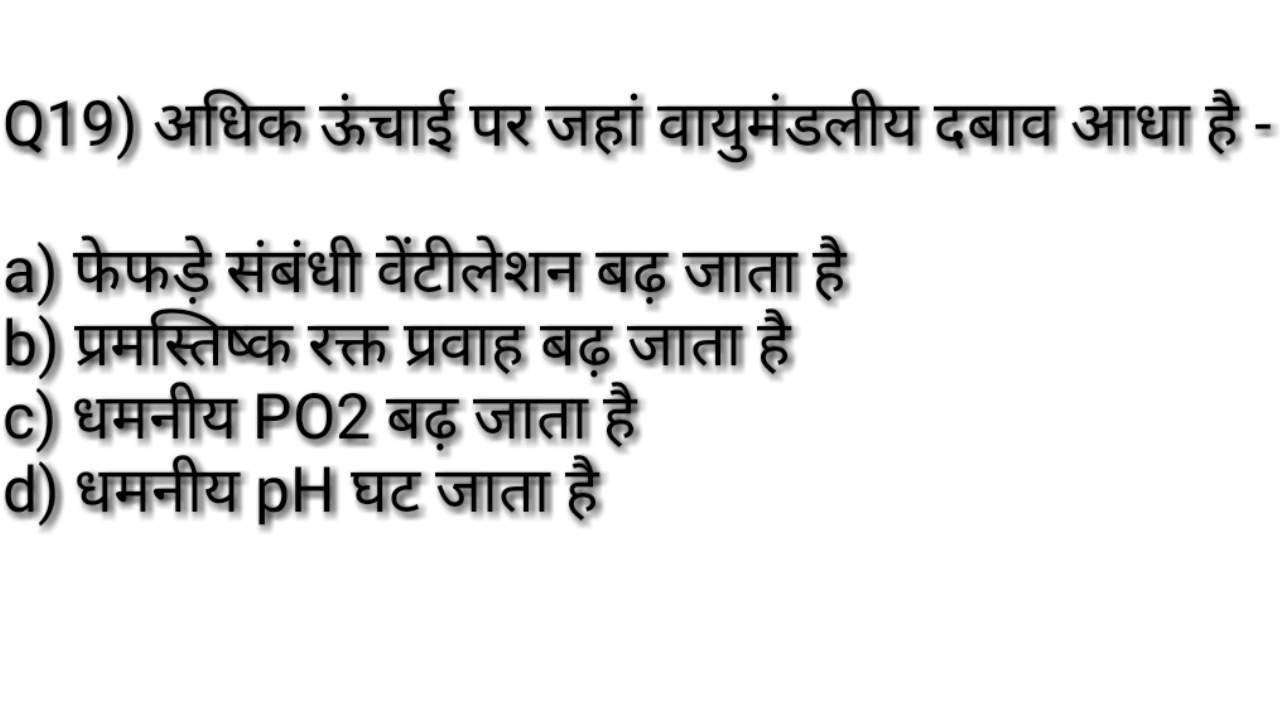 Q19) अधिक ऊंचाई पर जहां वायुमंडलीय दबाव आधा है -
a) फेफड़े संबंधी वेंटीलेशन बढ़ जाता है
b) प्रमस्तिष्क रक्त प्रवाह बढ़ जाता है
c) धमनीय PO2 बढ़ जाता है
d) धमनीय pH घट जाता है